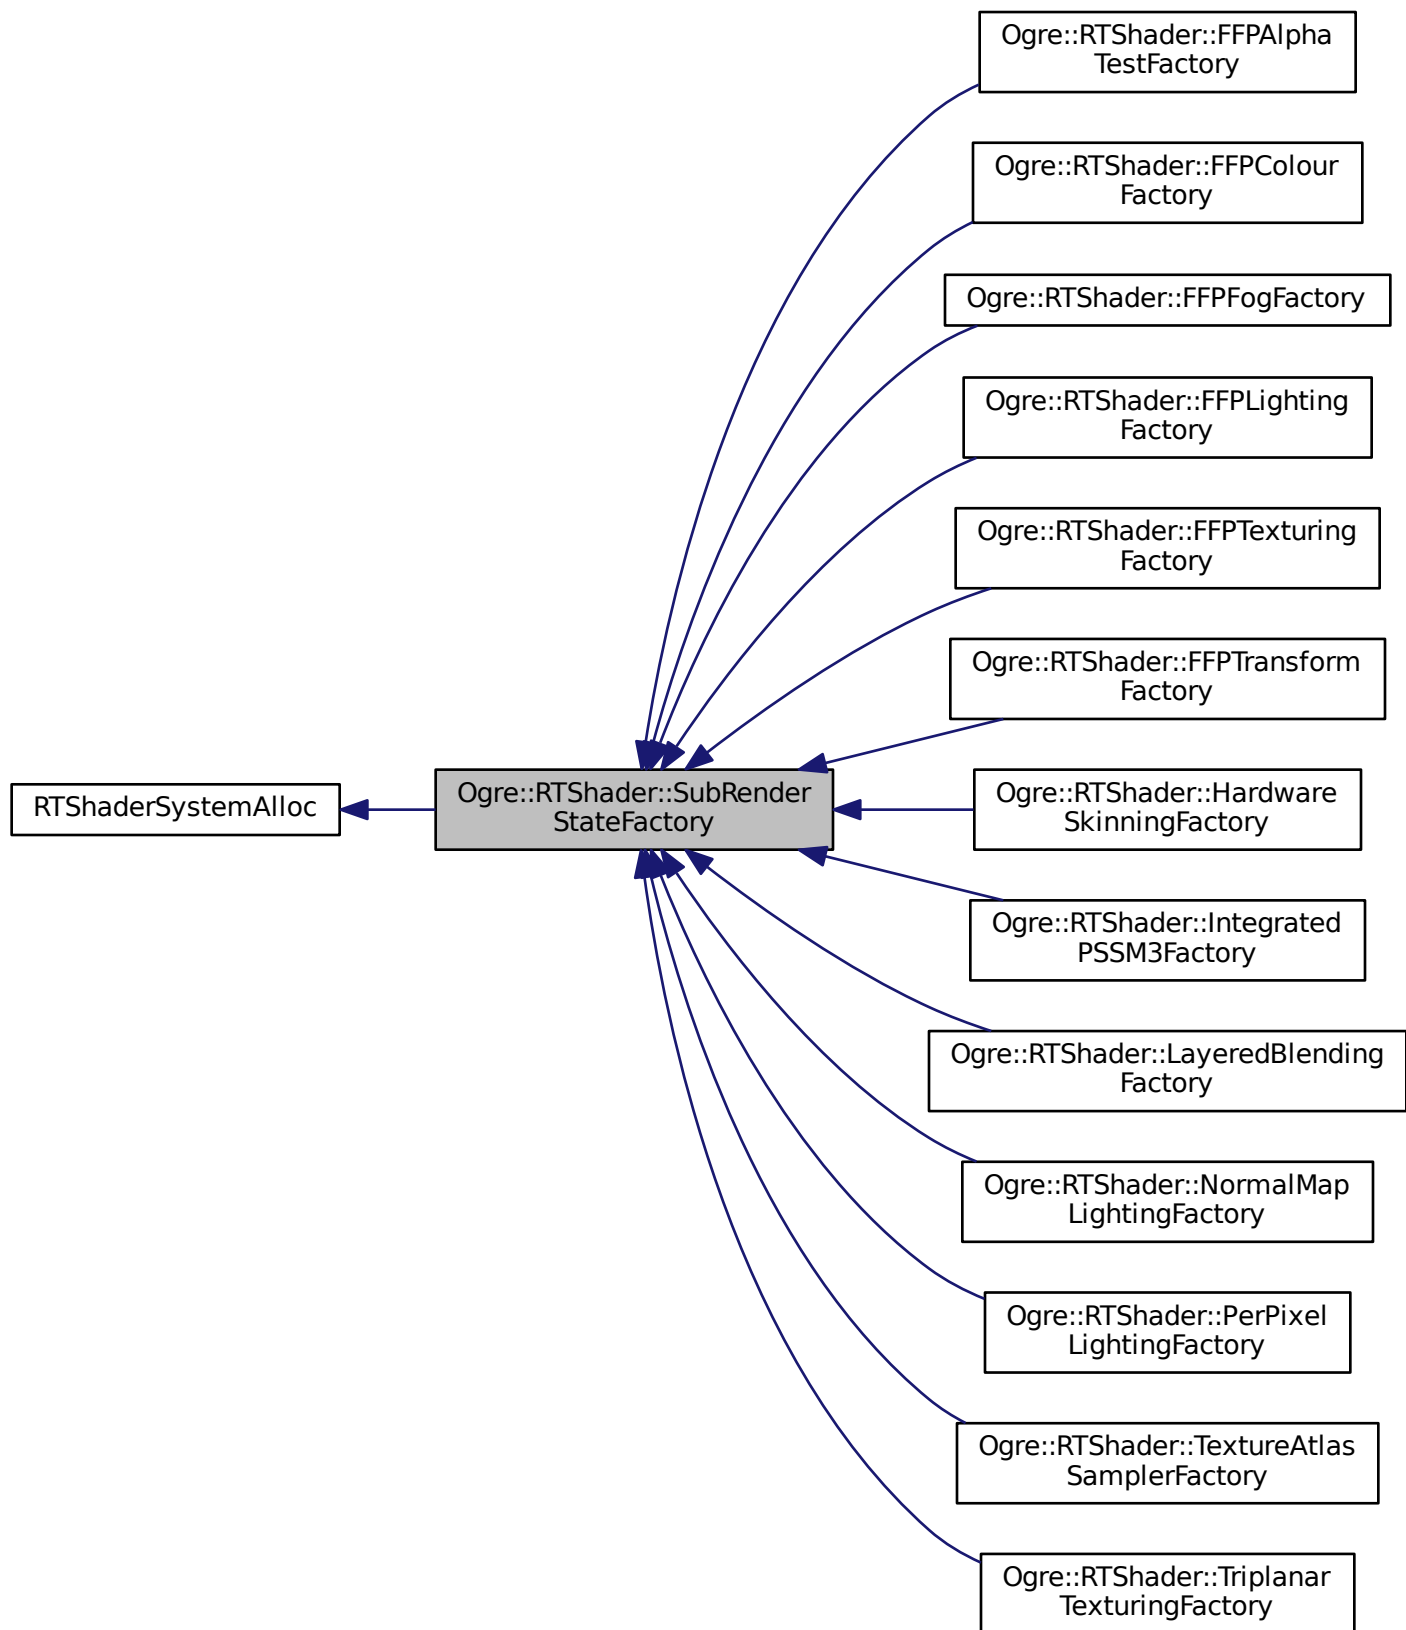 Ogre::RTShader::FFPAlpha
TestFactory
Ogre::RTShader::FFPColour
Factory
Ogre::RTShader::FFPFogFactory
Ogre::RTShader::FFPLighting
Factory
Ogre::RTShader::FFPTexturing
Factory
Ogre::RTShader::FFPTransform
Factory
RTShaderSystemAlloc
Ogre::RTShader::SubRender
StateFactory
Ogre::RTShader::Hardware
SkinningFactory
Ogre::RTShader::Integrated
PSSM3Factory
Ogre::RTShader::LayeredBlending
Factory
Ogre::RTShader::NormalMap
LightingFactory
Ogre::RTShader::PerPixel
LightingFactory
Ogre::RTShader::TextureAtlas
SamplerFactory
Ogre::RTShader::Triplanar
TexturingFactory